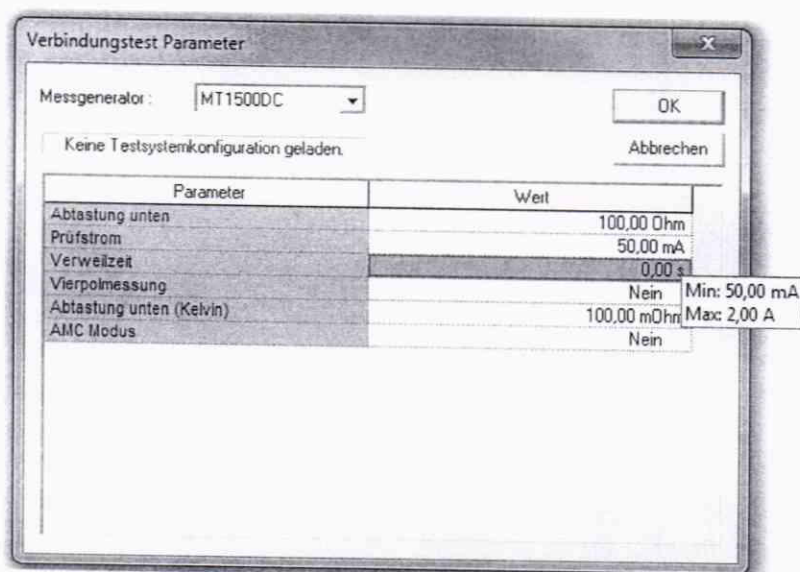 Verbindungstest Parameter
Messgenerator :
MT1500DC
OK
Keine Testsystemkonfiguration geladen.
Abbrechen
Parameter Wert
Abtastung unten 100,00 Ohm
Prüfstrom 50,00 mA
Verweilzeit 0,00 s
Vierpolmessung Nein
Abtastung unten (Kelvin) 100,00 mOhm
AMC Modus Nein
Min: 50,00 mA
Max: 2,00 A